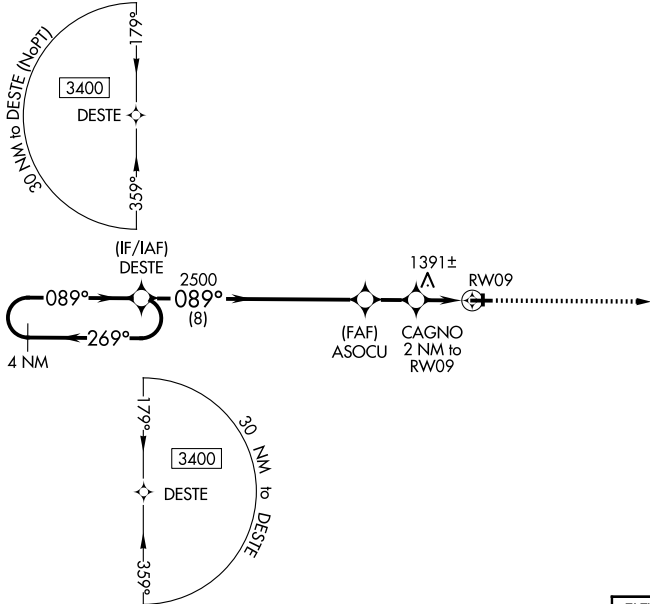 30 NM to DESTE (NoPT)
179°
3400
DESTE
359°
(IF/IAF)
DESTE
089°
2500
089°
(8)
269°
4 NM
(FAF)
ASOCU
1391±
CAGNO
2 NM to
RW09
RW09
179°
3400
DESTE
359°
30 NM to DESTE